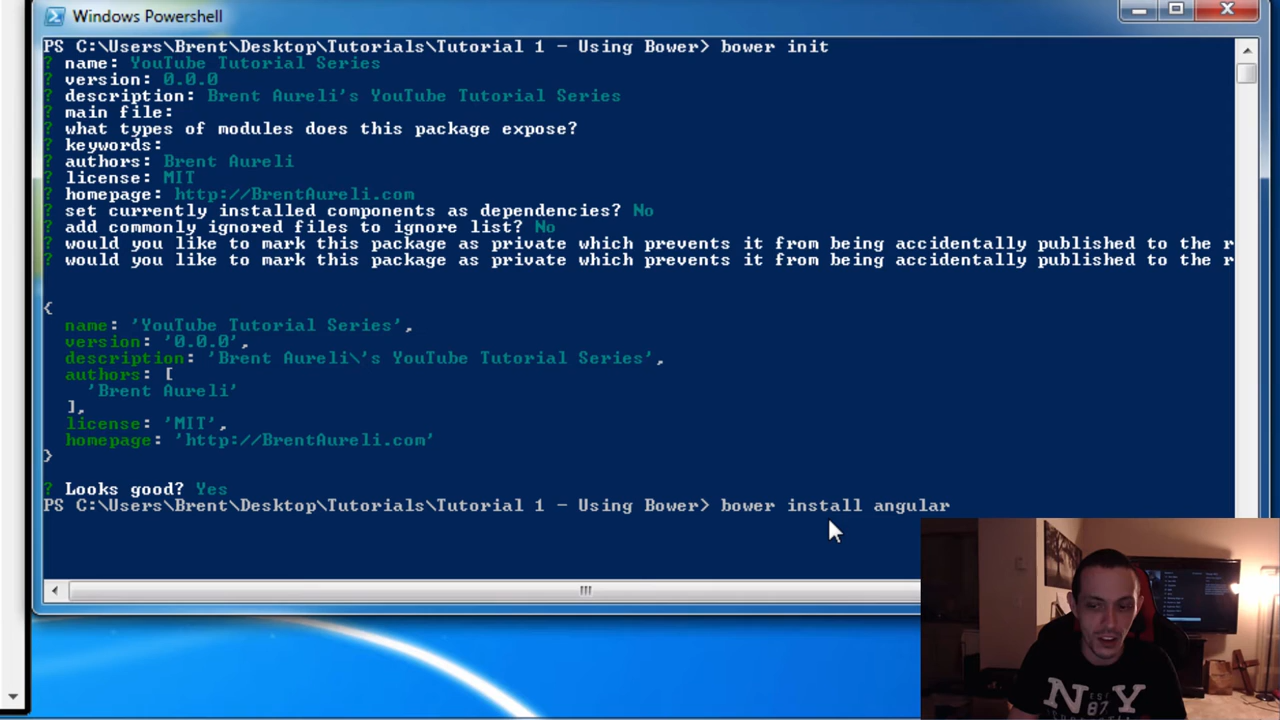 Windows Powershell
PS C:\Users\Brent\Desktop\Tutorials\Tutorial 1 - Using Bower> bower init
? name: YouTube Tutorial Series
? version: 0.0.0
? description: Brent Aureli's YouTube Tutorial Series
? main file:
? what types of modules does this package expose?
? keywords:
? authors: Brent Aureli
? license: MIT
? homepage: http://BrentAureli.com
? set currently installed components as dependencies? No
? add commonly ignored files to ignore list? No
? would you like to mark this package as private which prevents it from being accidentally published to the r
? would you like to mark this package as private which prevents it from being accidentally published to the r
{
name: 'YouTube Tutorial Series',
version: '0.0.0',
description: 'Brent Aureli\'s YouTube Tutorial Series',
authors: [
'Brent Aureli'
],
license: 'MIT',
homepage: 'http://BrentAureli.com'
}
? Looks good? Yes
PS C:\Users\Brent\Desktop\Tutorials\Tutorial 1 - Using Bower> bower install angular
N Y
87